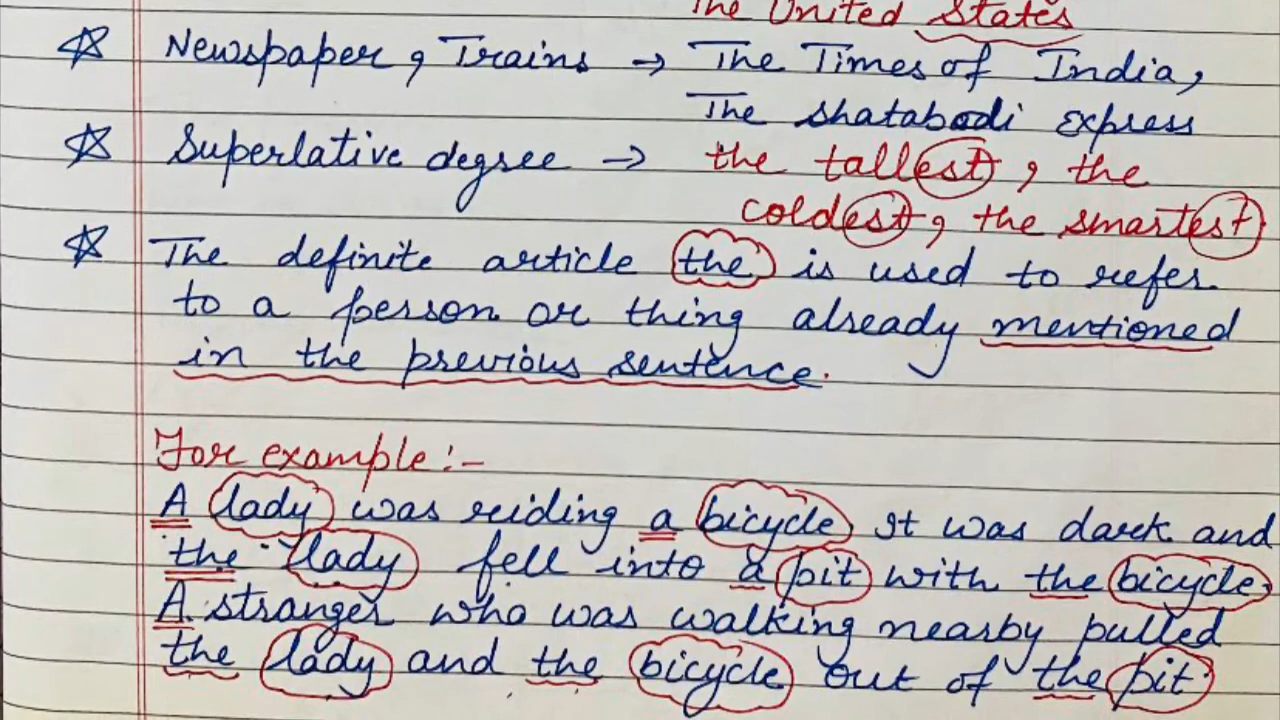 The United States
☆ Newspaper, Trains → The Times of India,
The Shatabadi express
☆ Superlative degree → the tallest, the
coldest, the smartest
☆ The definite article the is used to refer
to a person or thing already mentioned
in the previous sentence.
For example:-
A lady was reiding a bicycle It was dark and
the lady fell into a pit with the bicycle,
A stranger who was walking nearby pulled
the lady and the bicycle out of the pit.